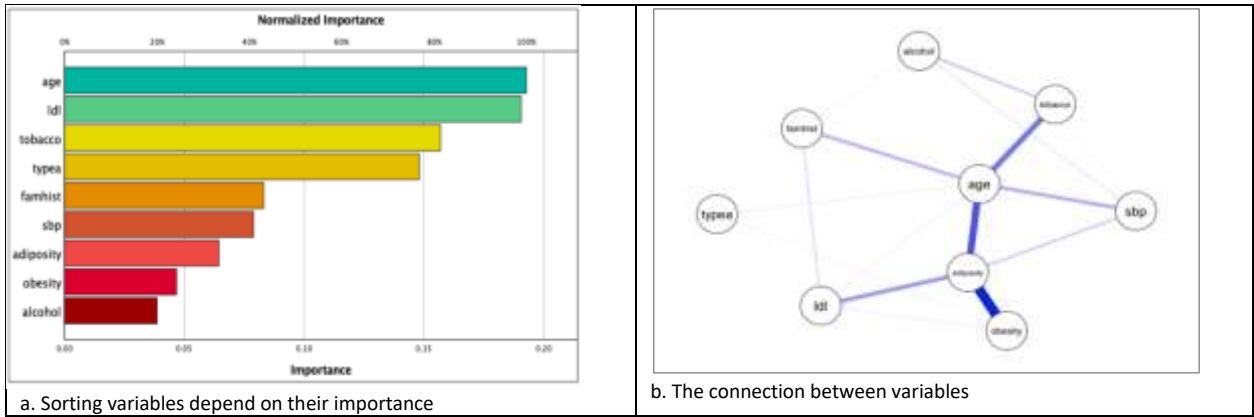 Normalized Importance
0% 20% 40% 60% 80% 100%
age
ldl
tobacco
typea
famhist
sbp
adiposity
obesity
alcohol
0.00 0.05 0.10 0.15 0.20
Importance
a. Sorting variables depend on their importance
alcohol
tobacco
famhist
age
typea
sbp
adiposity
ldl
obesity
b. The connection between variables